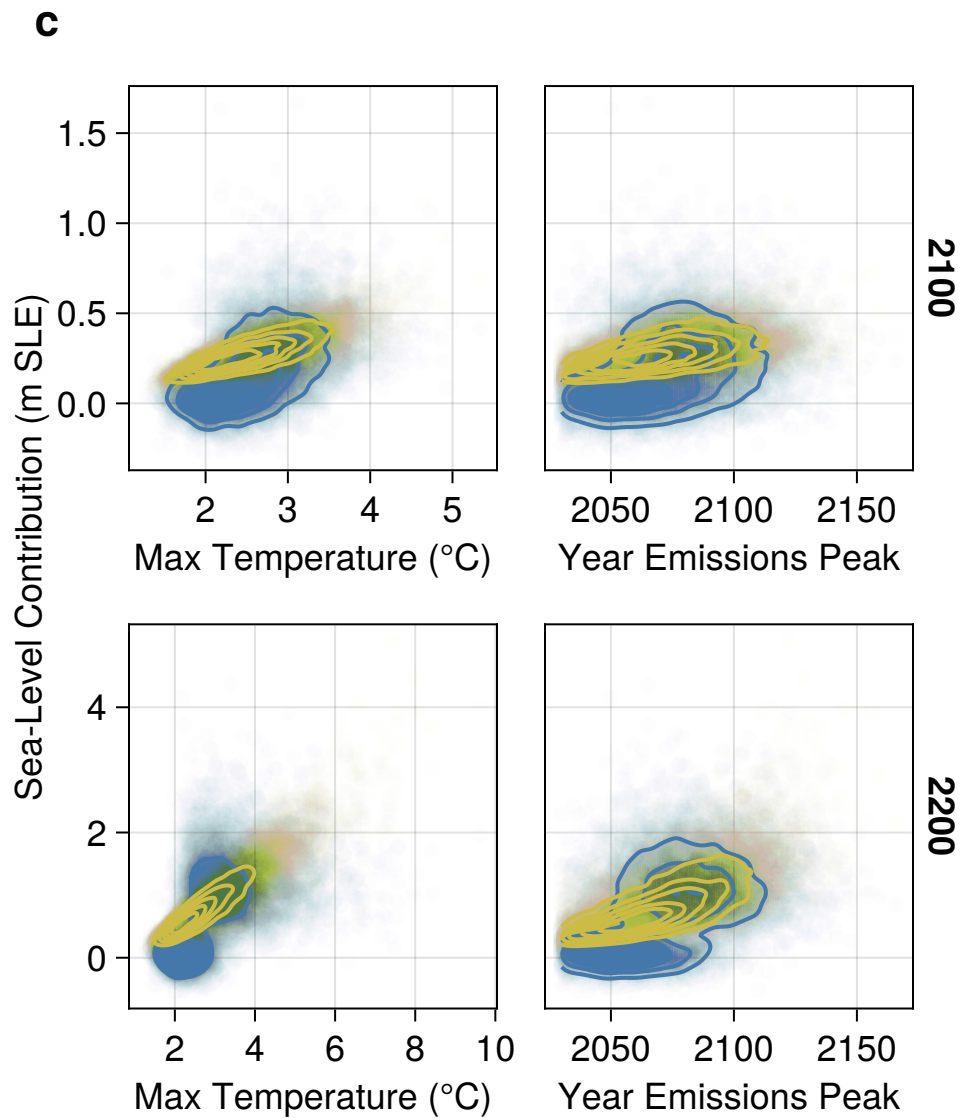 c
Sea-Level Contribution (m SLE)
1.5
1.0
0.5
0.0
2 3 4 5
Max Temperature (°C)
2050 2100 2150
Year Emissions Peak
2100
4
2
0
2 4 6 8 10
Max Temperature (°C)
2050 2100 2150
Year Emissions Peak
2200